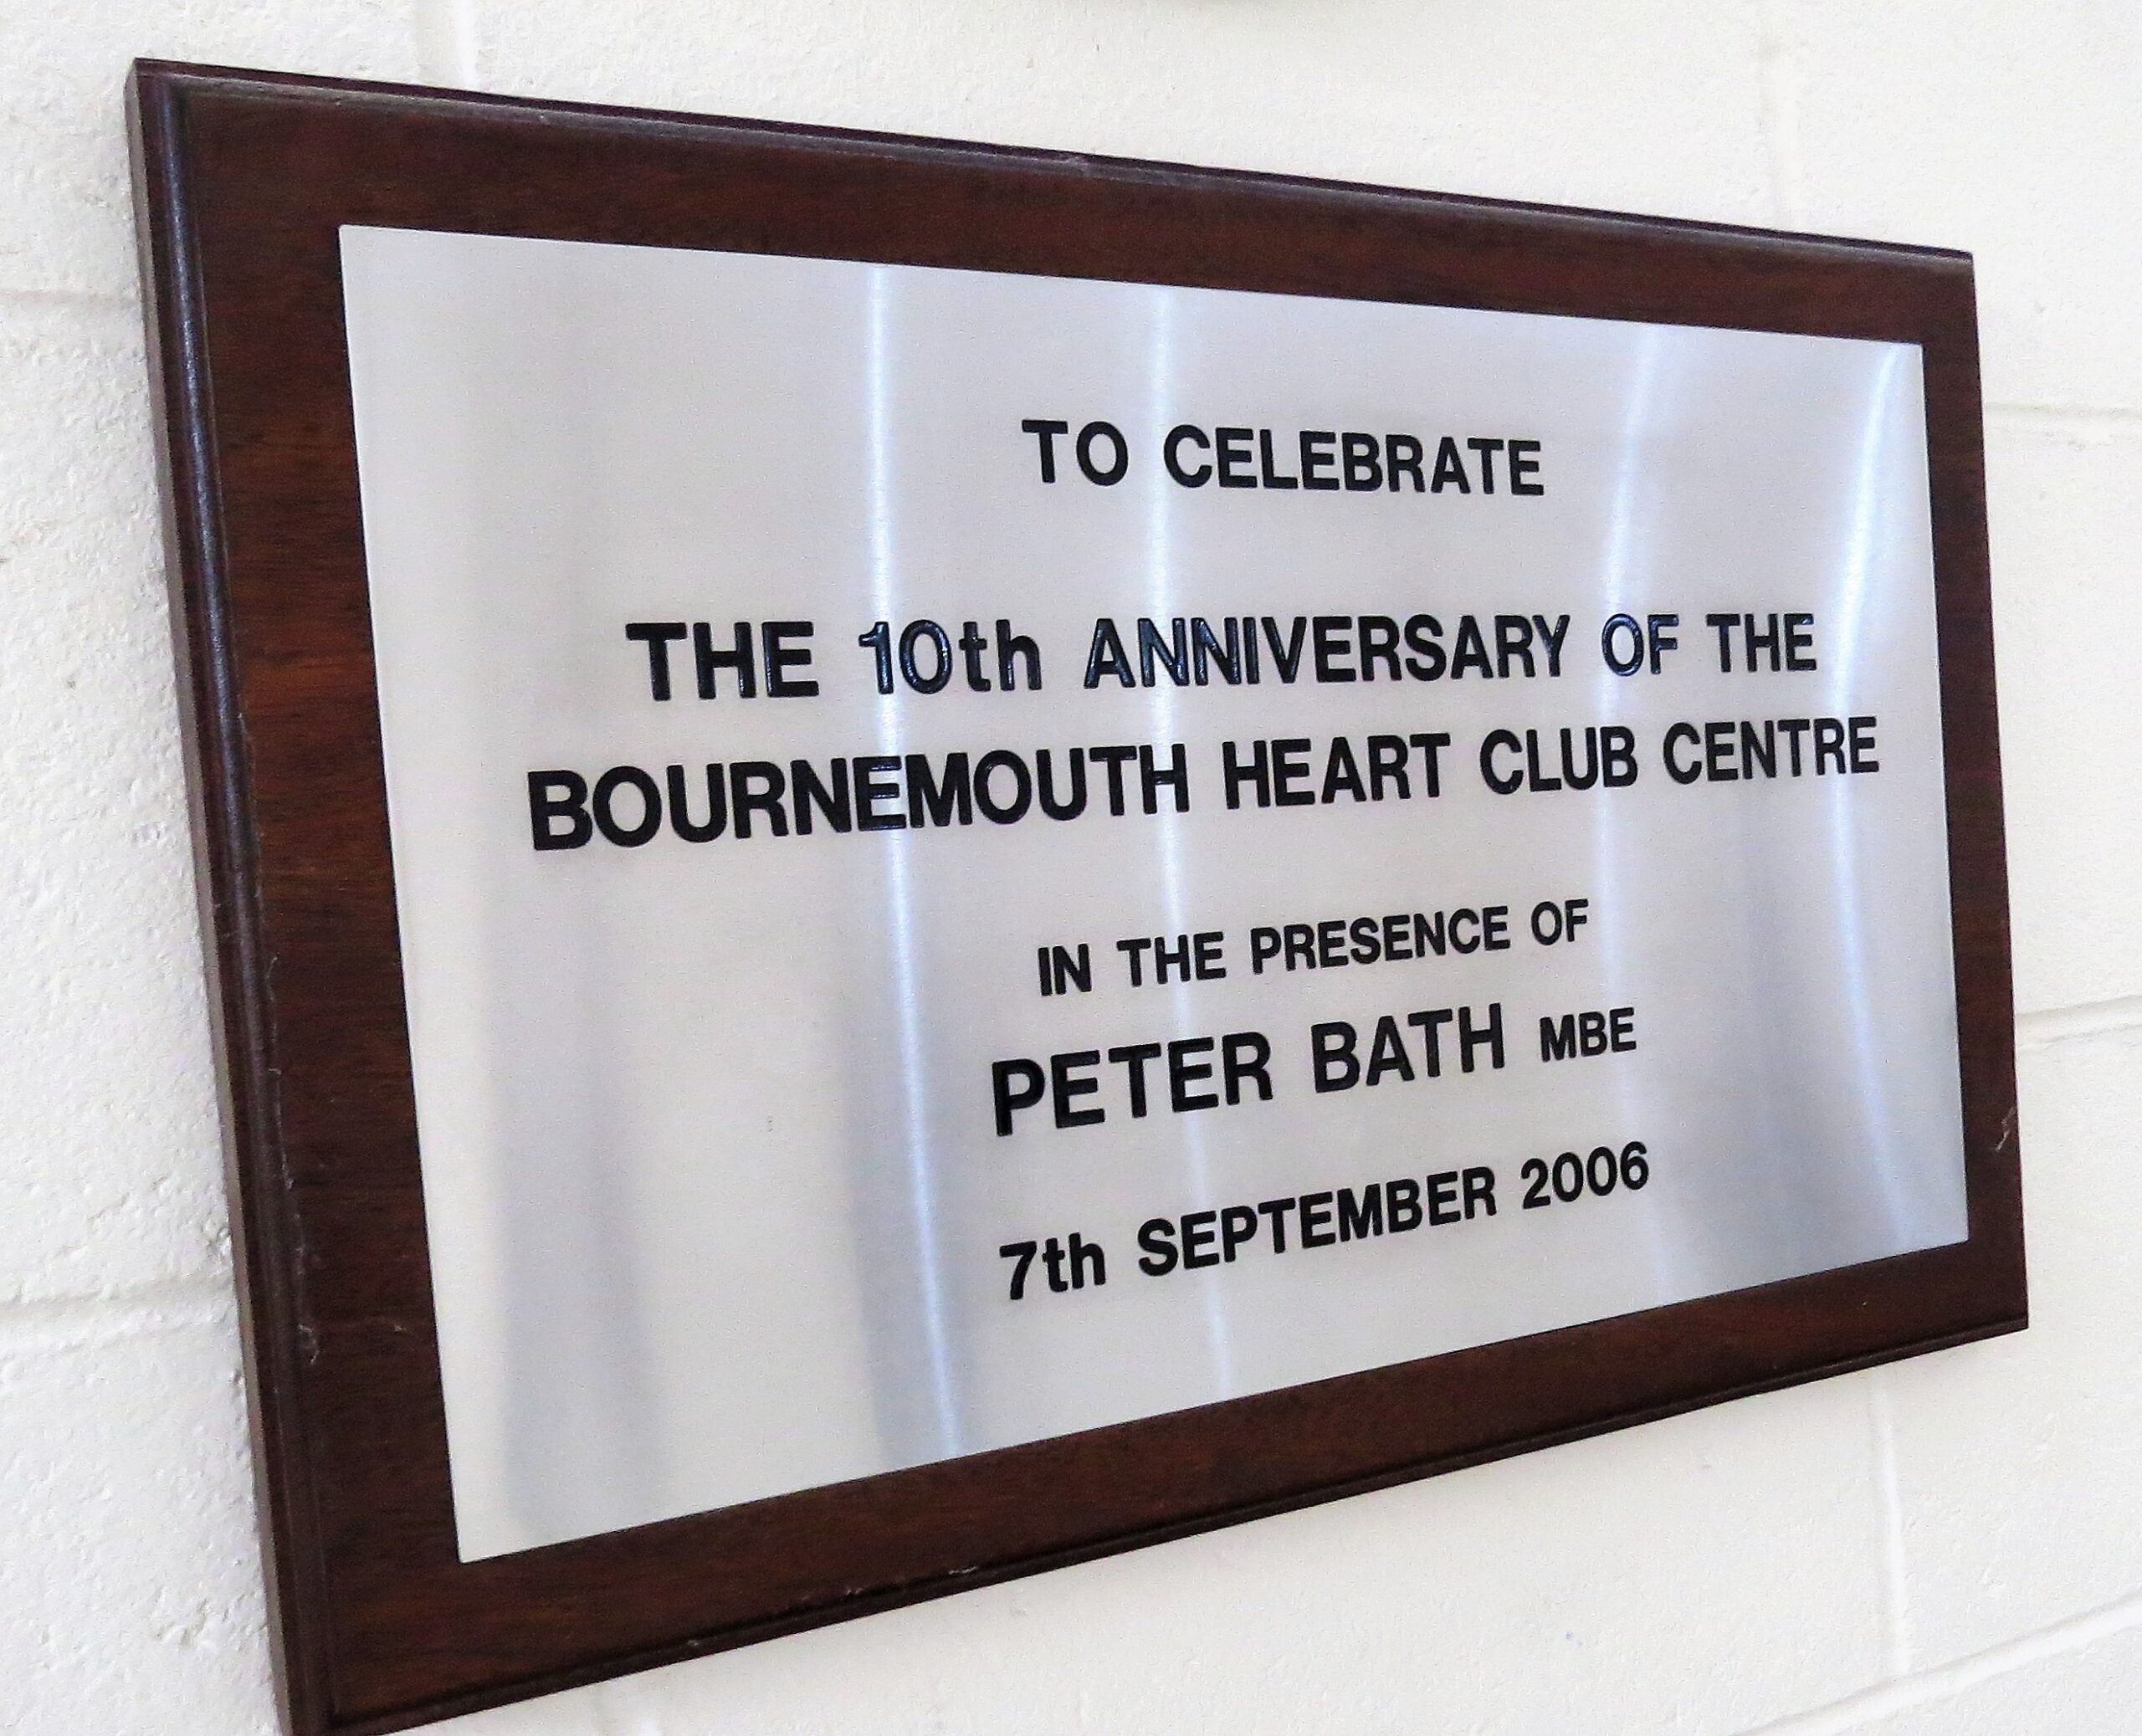 TO CELEBRATE
THE 10th ANNIVERSARY OF THE
BOURNEMOUTH HEART CLUB CENTRE
IN THE PRESENCE OF
PETER BATH MBE
7th SEPTEMBER 2006